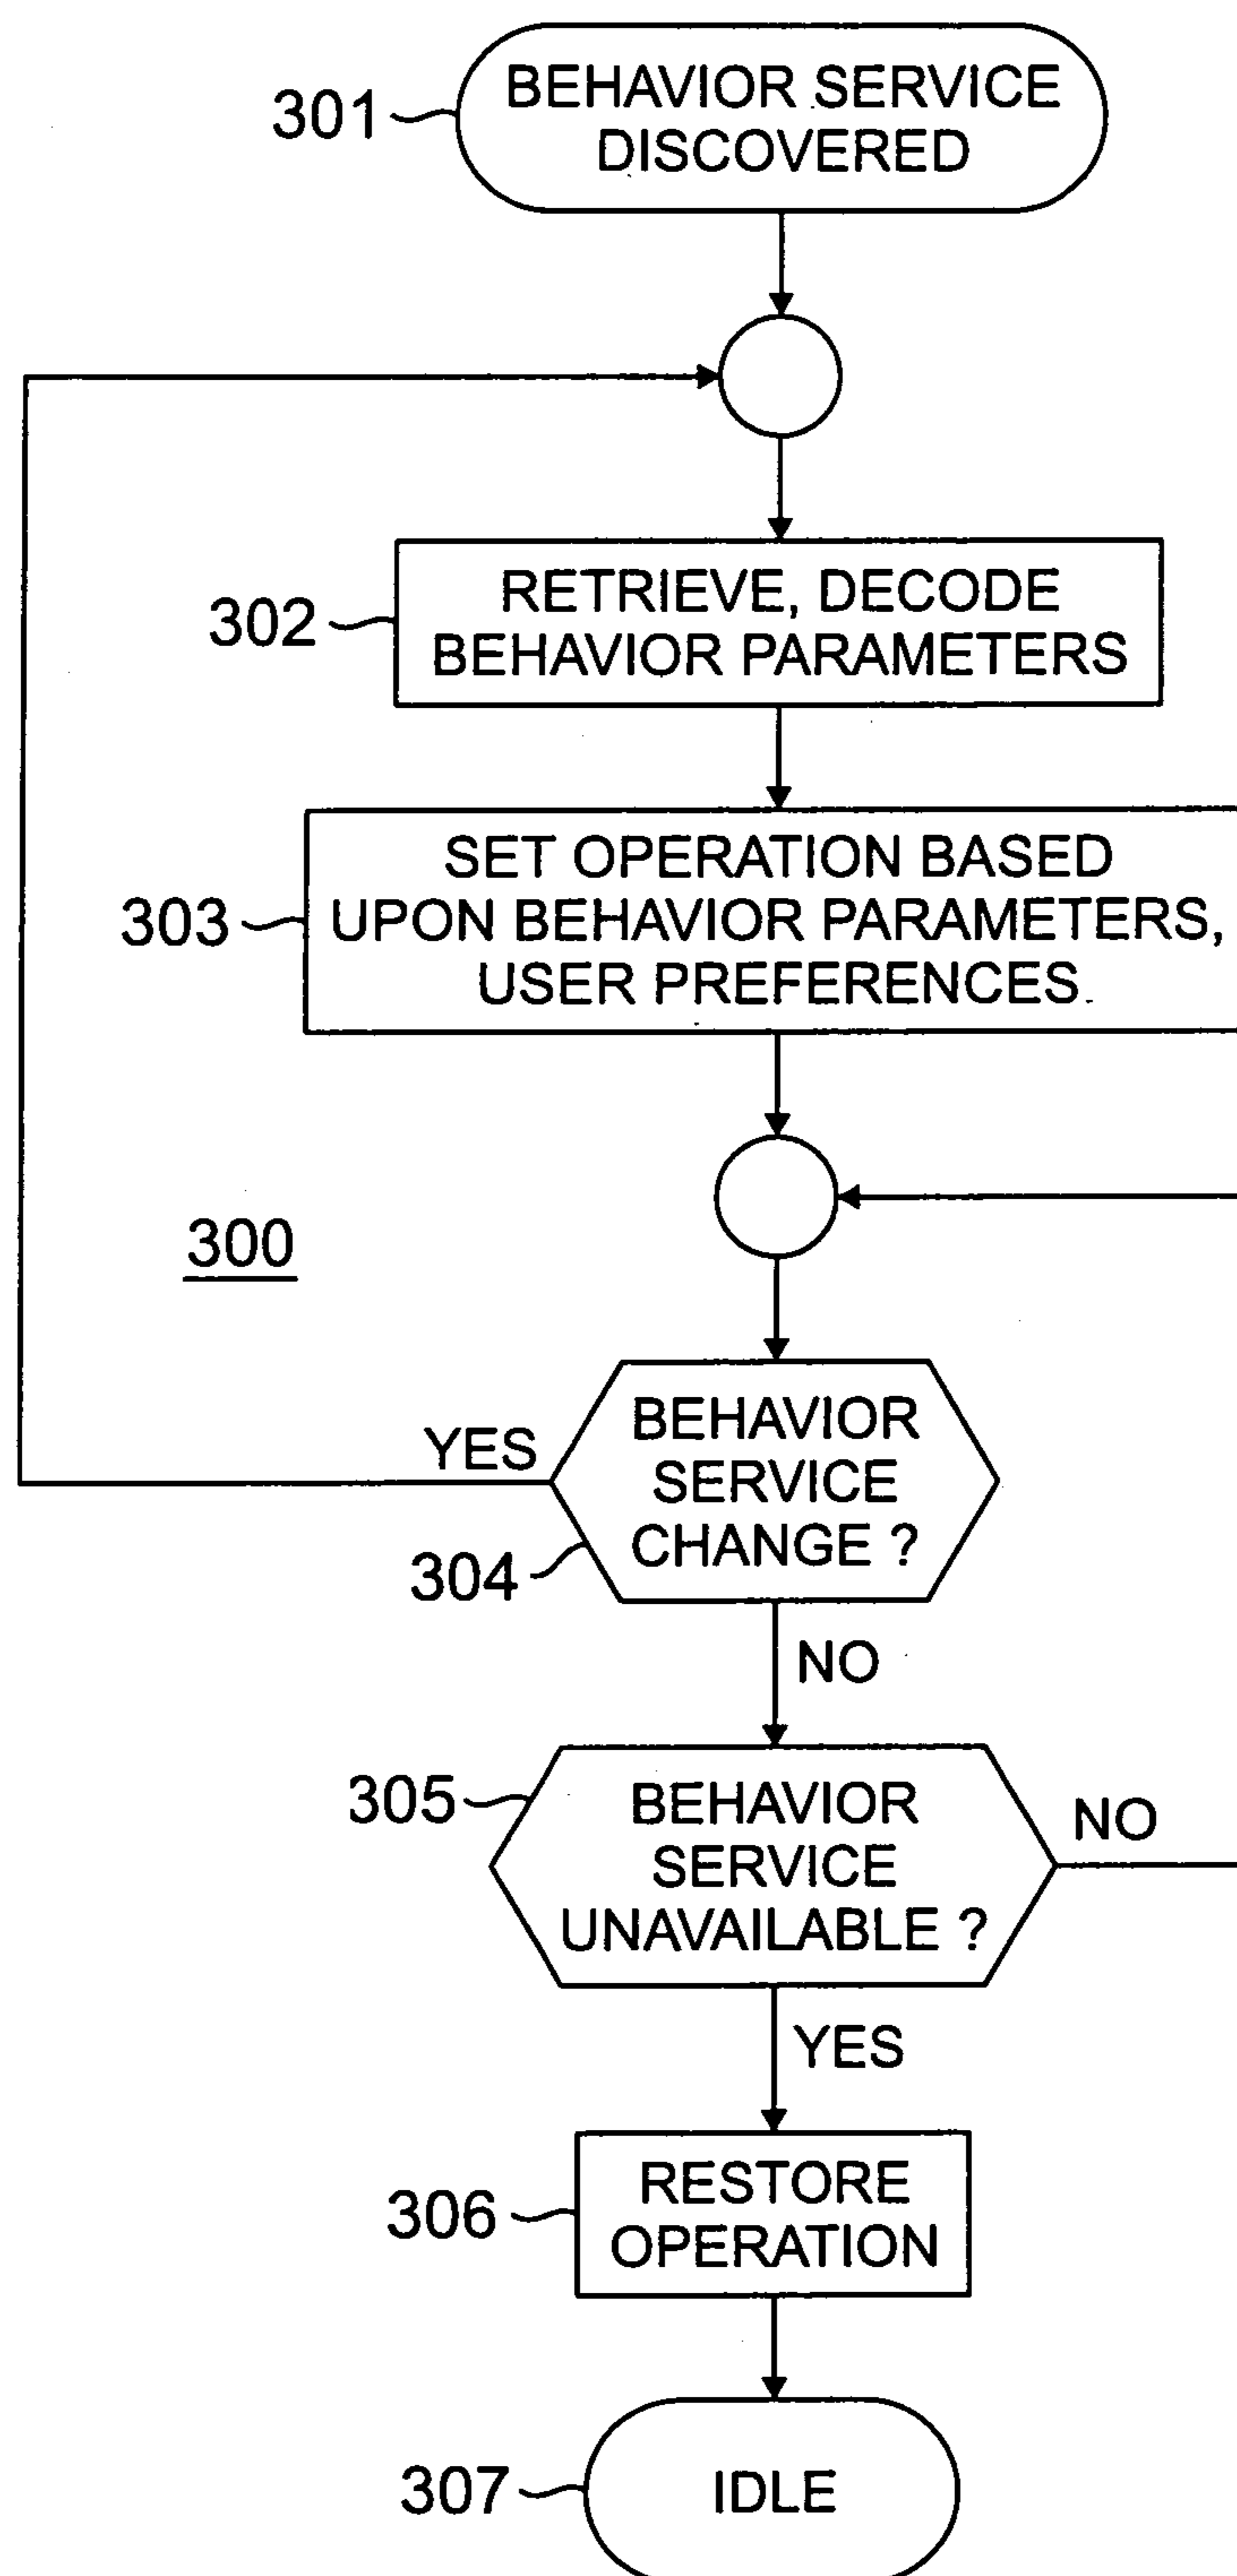 301
BEHAVIOR SERVICE
DISCOVERED
302
RETRIEVE, DECODE
BEHAVIOR PARAMETERS
303
SET OPERATION BASED
UPON BEHAVIOR PARAMETERS,
USER PREFERENCES
300
YES
BEHAVIOR
SERVICE
CHANGE ?
304
NO
305
BEHAVIOR
SERVICE
UNAVAILABLE ?
NO
YES
306
RESTORE
OPERATION
307
IDLE